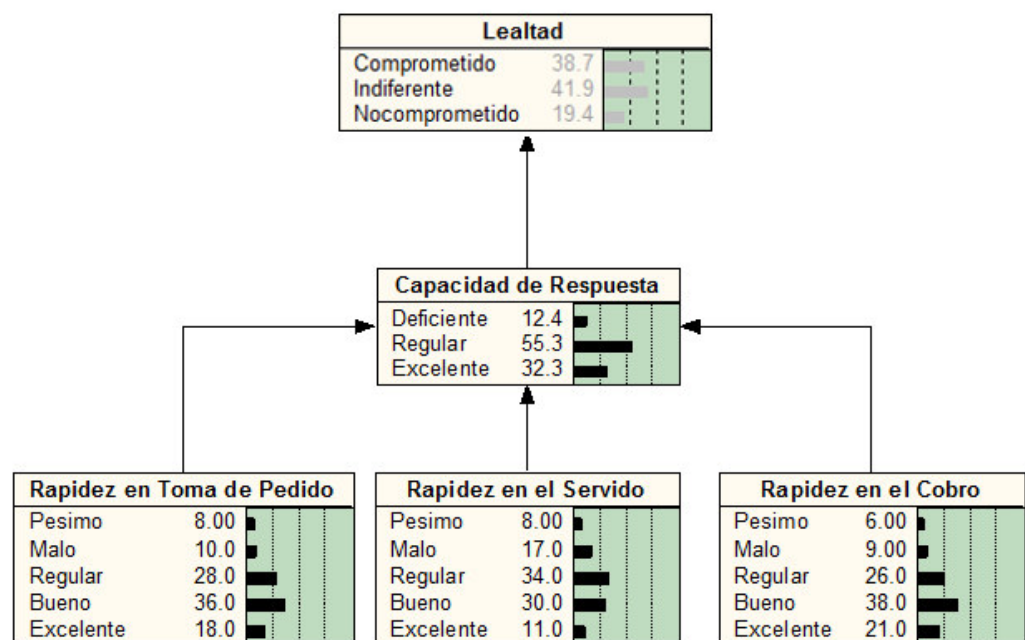 Lealtad
Comprometido 38.7
Indiferente 41.9
Nocomprometido 19.4
Capacidad de Respuesta
Deficiente 12.4
Regular 55.3
Excelente 32.3
Rapidez en Toma de Pedido
Pesimo 8.00
Malo 10.0
Regular 28.0
Bueno 36.0
Excelente 18.0
Rapidez en el Servido
Pesimo 8.00
Malo 17.0
Regular 34.0
Bueno 30.0
Excelente 11.0
Rapidez en el Cobro
Pesimo 6.00
Malo 9.00
Regular 26.0
Bueno 38.0
Excelente 21.0